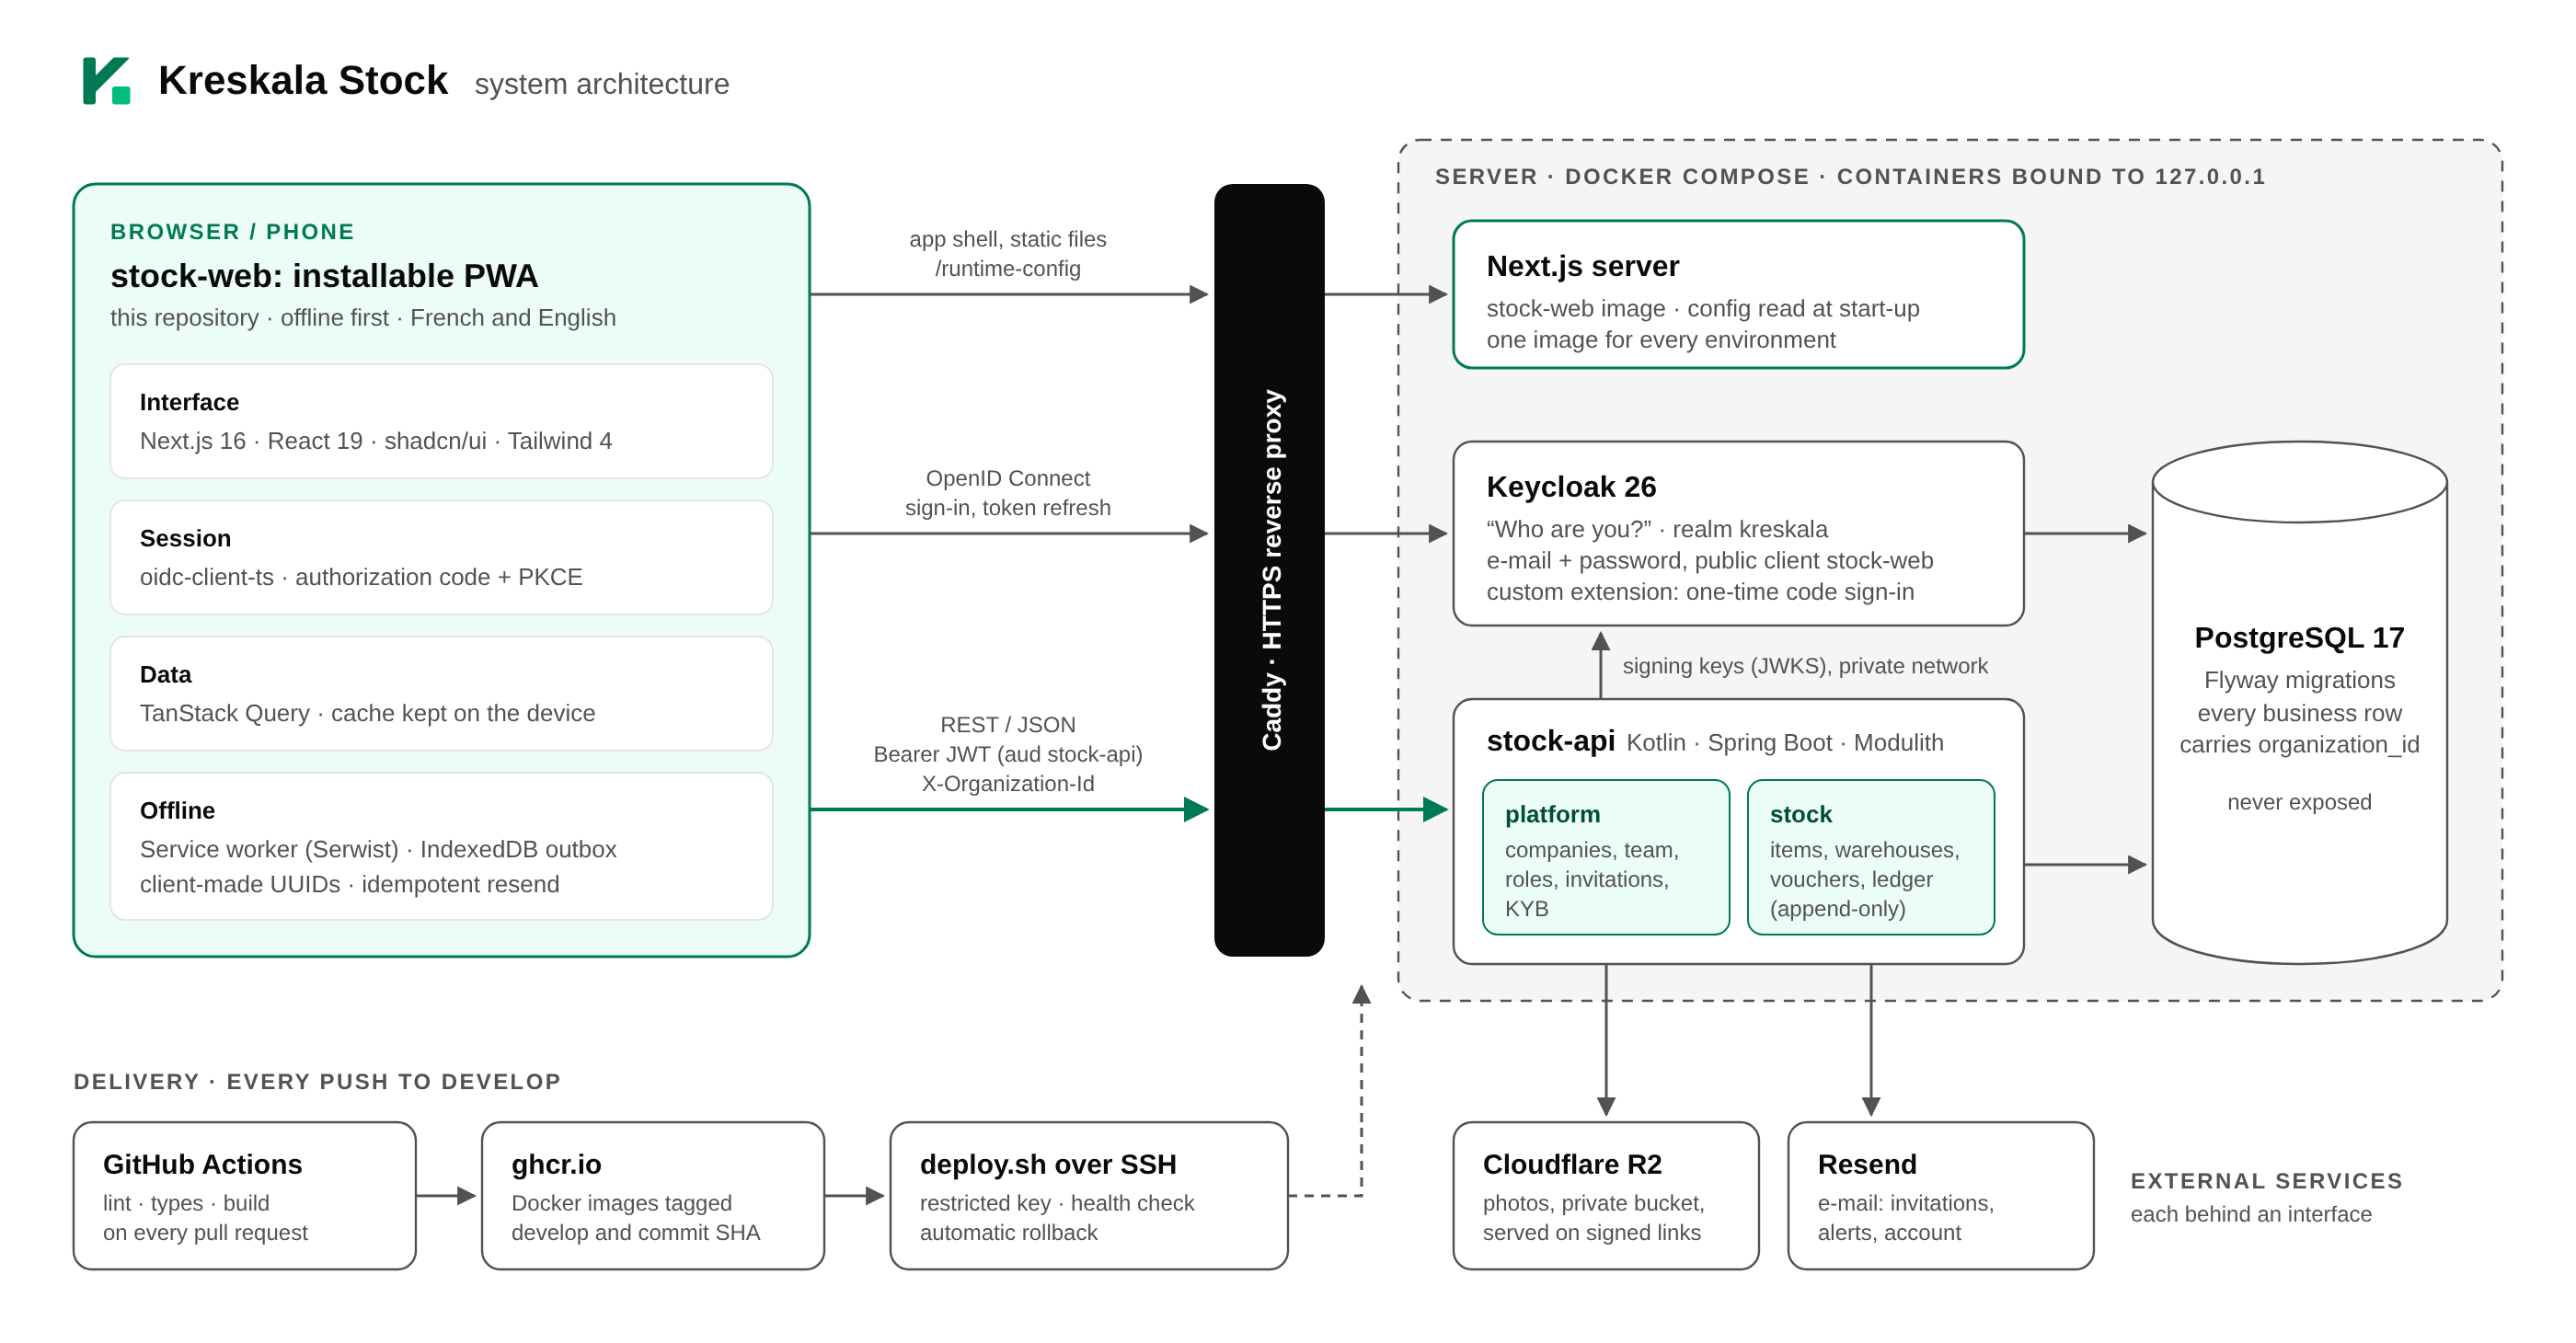 Kreskala Stock system architecture
BROWSER / PHONE
stock-web: installable PWA
this repository · offline first · French and English
Interface
Next.js 16 · React 19 · shadcn/ui · Tailwind 4
Session
oidc-client-ts · authorization code + PKCE
Data
TanStack Query · cache kept on the device
Offline
Service worker (Serwist) · IndexedDB outbox
client-made UUIDs · idempotent resend
app shell, static files
/runtime-config
OpenID Connect
sign-in, token refresh
REST / JSON
Bearer JWT (aud stock-api)
X-Organization-Id
Caddy · HTTPS reverse proxy
SERVER · DOCKER COMPOSE · CONTAINERS BOUND TO 127.0.0.1
Next.js server
stock-web image · config read at start-up
one image for every environment
Keycloak 26
“Who are you?” · realm kreskala
e-mail + password, public client stock-web
custom extension: one-time code sign-in
signing keys (JWKS), private network
stock-api Kotlin · Spring Boot · Modulith
platform
companies, team,
roles, invitations,
KYB
stock
items, warehouses,
vouchers, ledger
(append-only)
PostgreSQL 17
Flyway migrations
every business row
carries organization_id
never exposed
DELIVERY · EVERY PUSH TO DEVELOP
GitHub Actions
lint · types · build
on every pull request
ghcr.io
Docker images tagged
develop and commit SHA
deploy.sh over SSH
restricted key · health check
automatic rollback
Cloudflare R2
photos, private bucket,
served on signed links
Resend
e-mail: invitations,
alerts, account
EXTERNAL SERVICES
each behind an interface